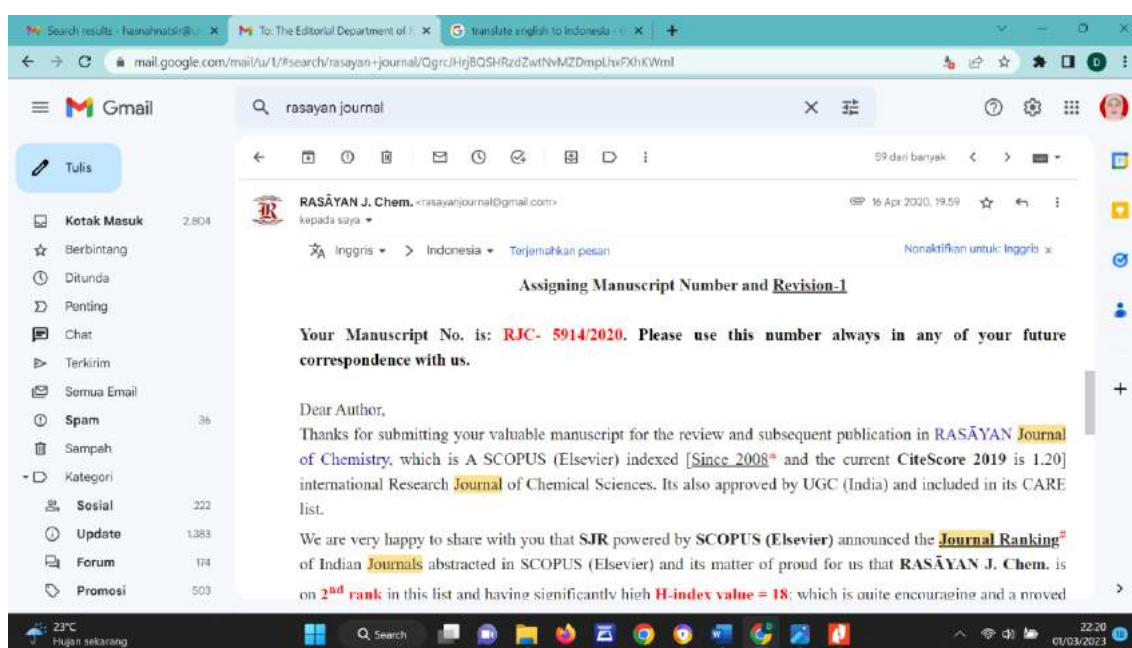 Search results - hasnahnatsir@u
To: The Editorial Department of
translate english to indonesia -
mail.google.com/mail/u/1/#search/rasayan+journal/QgrcJHrjBQSHRzdZwtNvMZDmpLhxFXhKWml
Gmail
rasayan journal
Tulis
59 dari banyak
Kotak Masuk 2.804
Berbintang
Ditunda
Penting
Chat
Terkirim
Semua Email
Spam 36
Sampah
Kategori
Sosial 222
Update 1.383
Forum 174
Promosi 503
RASĀYAN J. Chem. <rasayanjournal@gmail.com>
16 Apr 2020, 19.59
kepada saya
Inggris > Indonesia Terjemahkan pesan
Nonaktifkan untuk: Inggris x
Assigning Manuscript Number and Revision-1
Your Manuscript No. is: RJC- 5914/2020. Please use this number always in any of your future
correspondence with us.
Dear Author,
Thanks for submitting your valuable manuscript for the review and subsequent publication in RASĀYAN Journal
of Chemistry, which is A SCOPUS (Elsevier) indexed [Since 2008* and the current CiteScore 2019 is 1.20]
international Research Journal of Chemical Sciences. Its also approved by UGC (India) and included in its CARE
list.
We are very happy to share with you that SJR powered by SCOPUS (Elsevier) announced the Journal Ranking#
of Indian Journals abstracted in SCOPUS (Elsevier) and its matter of proud for us that RASĀYAN J. Chem. is
on 2nd rank in this list and having significantly high H-index value = 18; which is quite encouraging and a proved
23°C
Hujan sekarang
Search
22:20
01/03/2023